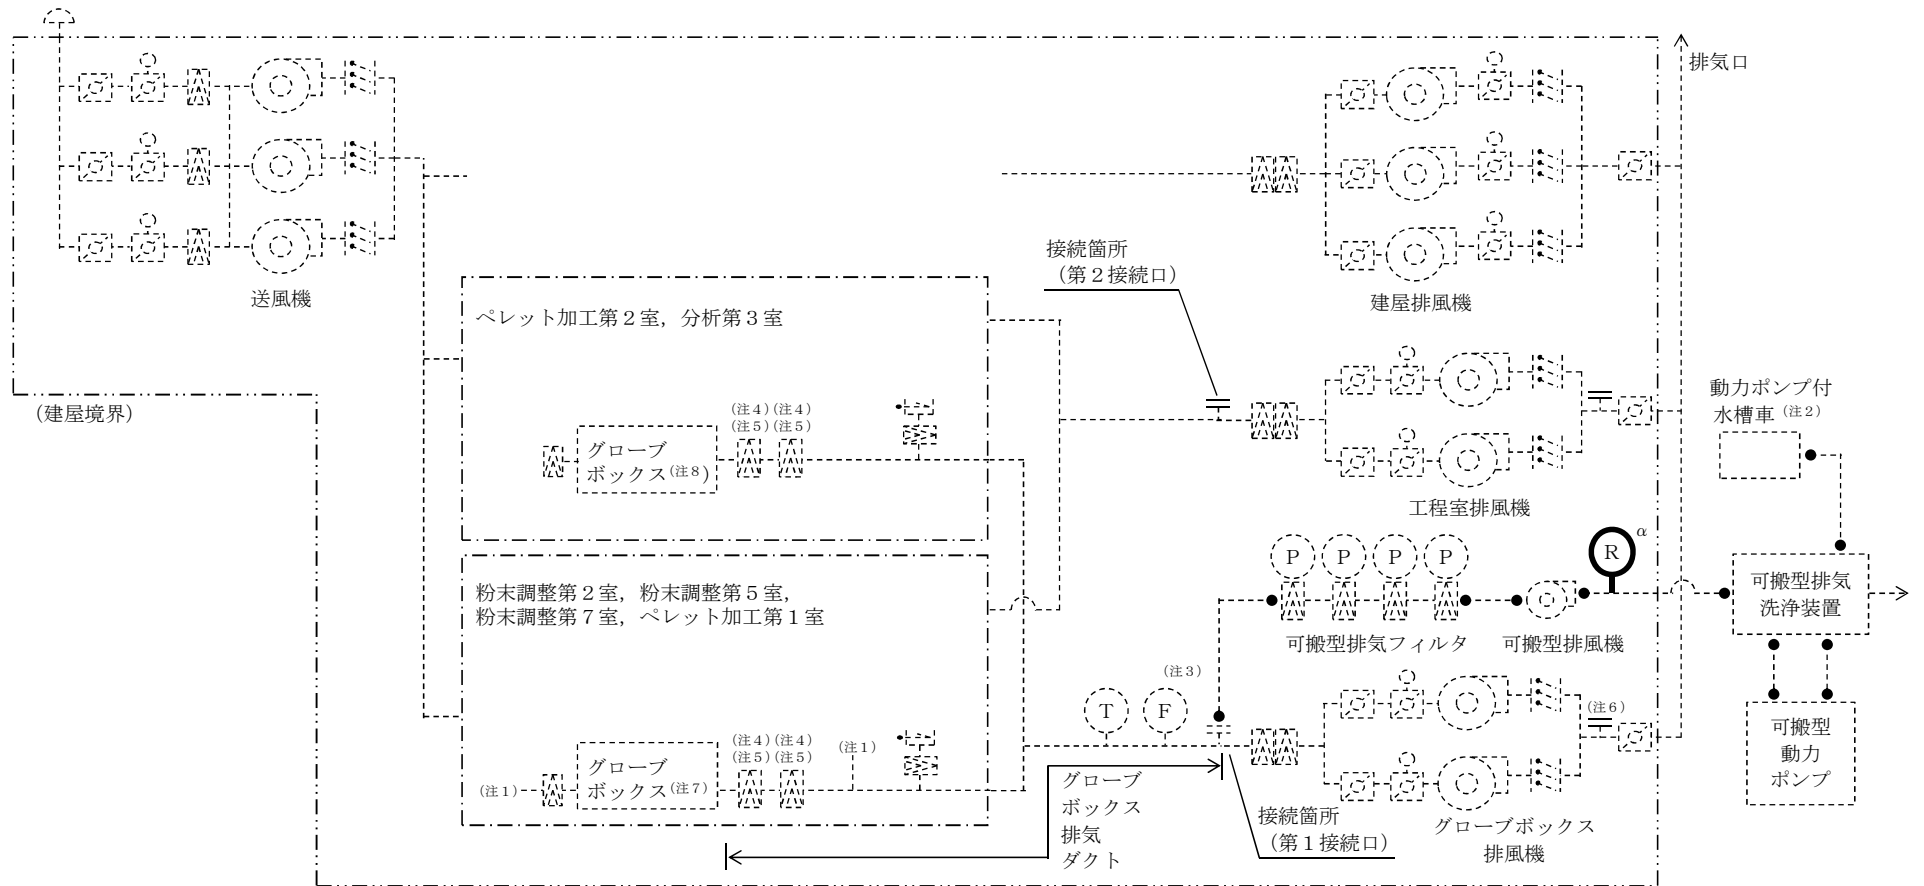 排気口
接続箇所
（第２接続口）
送風機
建屋排風機
ペレット加工第２室，分析第３室
（建屋境界）
動力ポンプ付
水槽車（注２）
（注４）（注４）
（注５）（注５）
グローブ
ボックス（注８）
工程室排風機
P P P P
R α
可搬型排気
洗浄装置
粉末調整第２室，粉末調整第５室，
粉末調整第７室，ペレット加工第１室
可搬型排気フィルタ
可搬型排風機
（注３）
T F
（注６）
可搬型
動力
ポンプ
（注４）（注４）
（注５）（注５）
（注１）
グローブ
ボックス（注７）
（注１）
グローブ
ボックス
排気
ダクト
接続箇所
（第１接続口）
グローブボックス
排風機